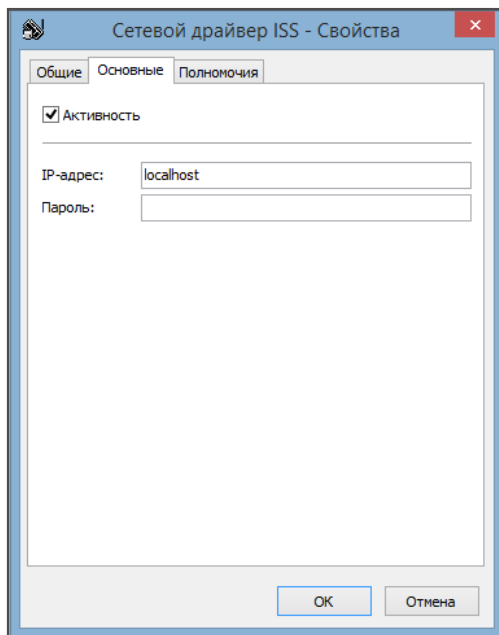 Сетевой драйвер ISS - Свойства
Общие Основные Полномочия
Активность
IP-адрес: localhost
Пароль:
OK Отмена